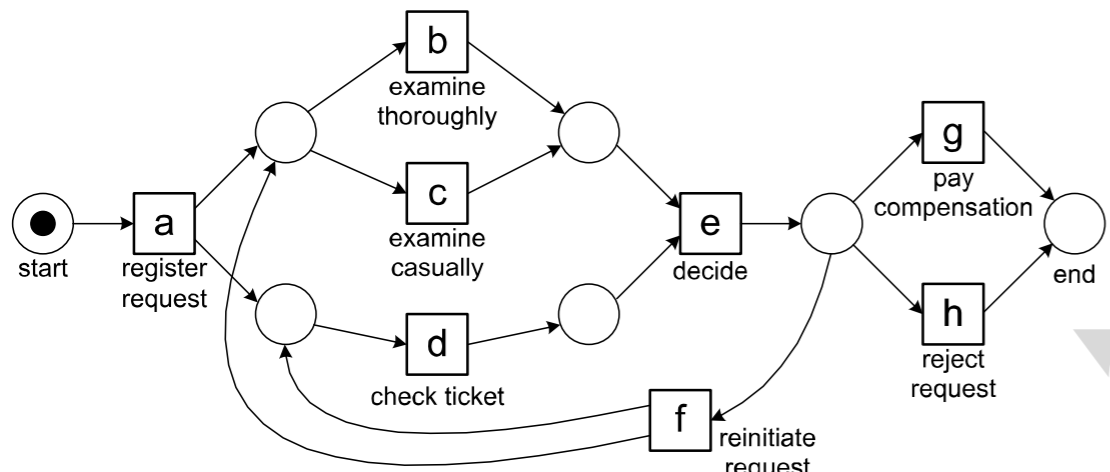 b
examine
thoroughly
g
pay
compensation
c
examine
casually
a
register
request
start
e
decide
end
d
check ticket
h
reject
request
f
reinitiate
request